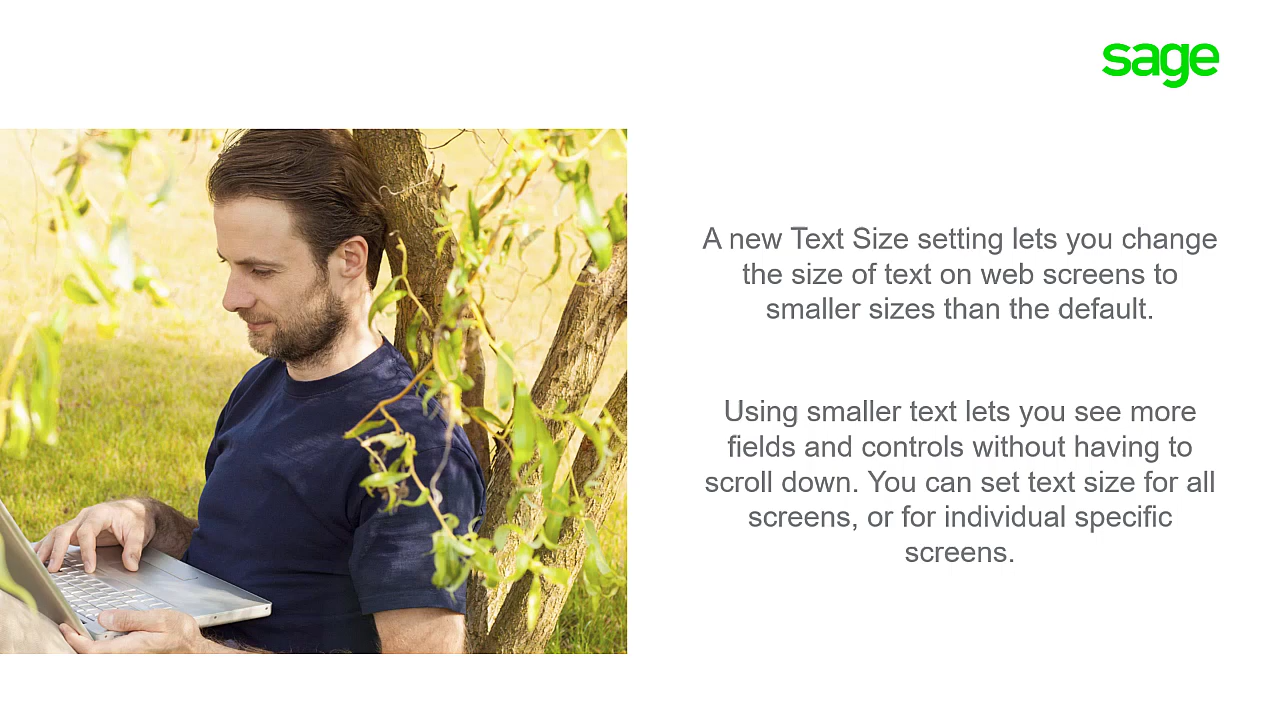 sage
A new Text Size setting lets you change
the size of text on web screens to
smaller sizes than the default.
Using smaller text lets you see more
fields and controls without having to
scroll down. You can set text size for all
screens, or for individual specific
screens.